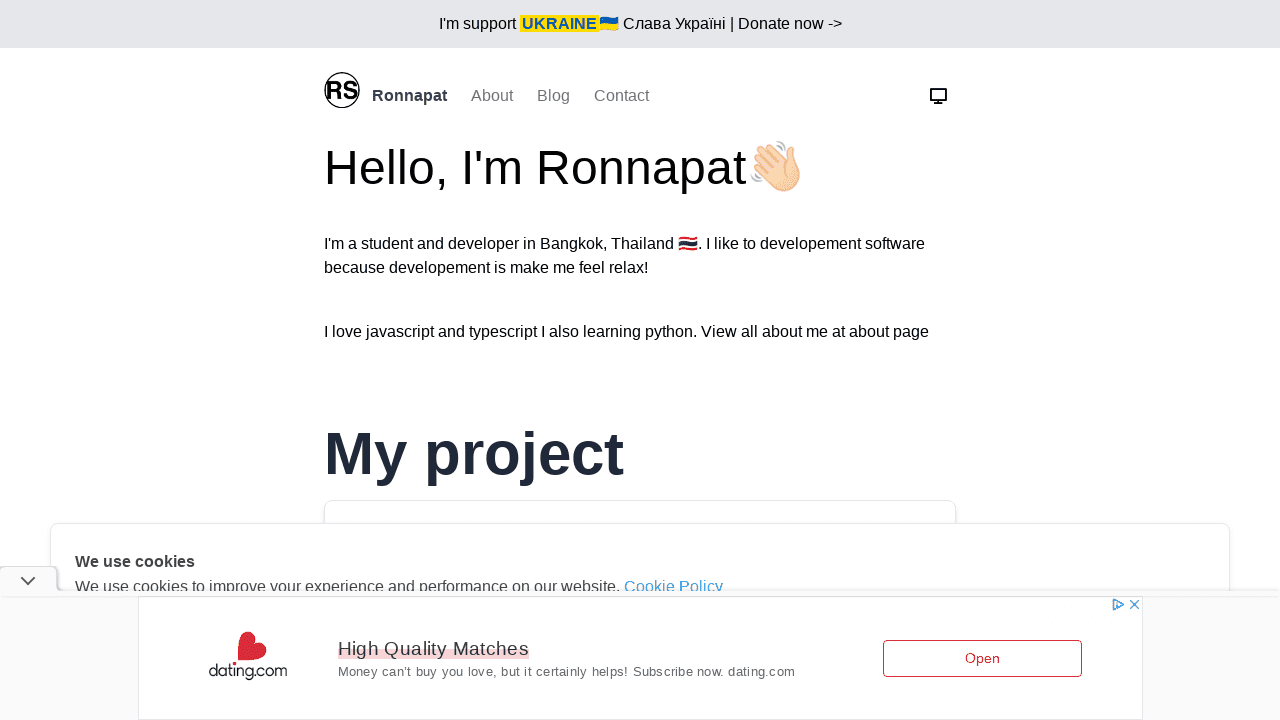 I'm support UKRAINE🇺🇦 Слава Україні | Donate now ->
RS Ronnapat About Blog Contact
Hello, I'm Ronnapat👋🏻
I'm a student and developer in Bangkok, Thailand 🇹🇭. I like to developement software
because developement is make me feel relax!
I love javascript and typescript I also learning python. View all about me at about page
My project
We use cookies
We use cookies to improve your experience and performance on our website. Cookie Policy
dating.com
High Quality Matches
Money can't buy you love, but it certainly helps! Subscribe now. dating.com
Open